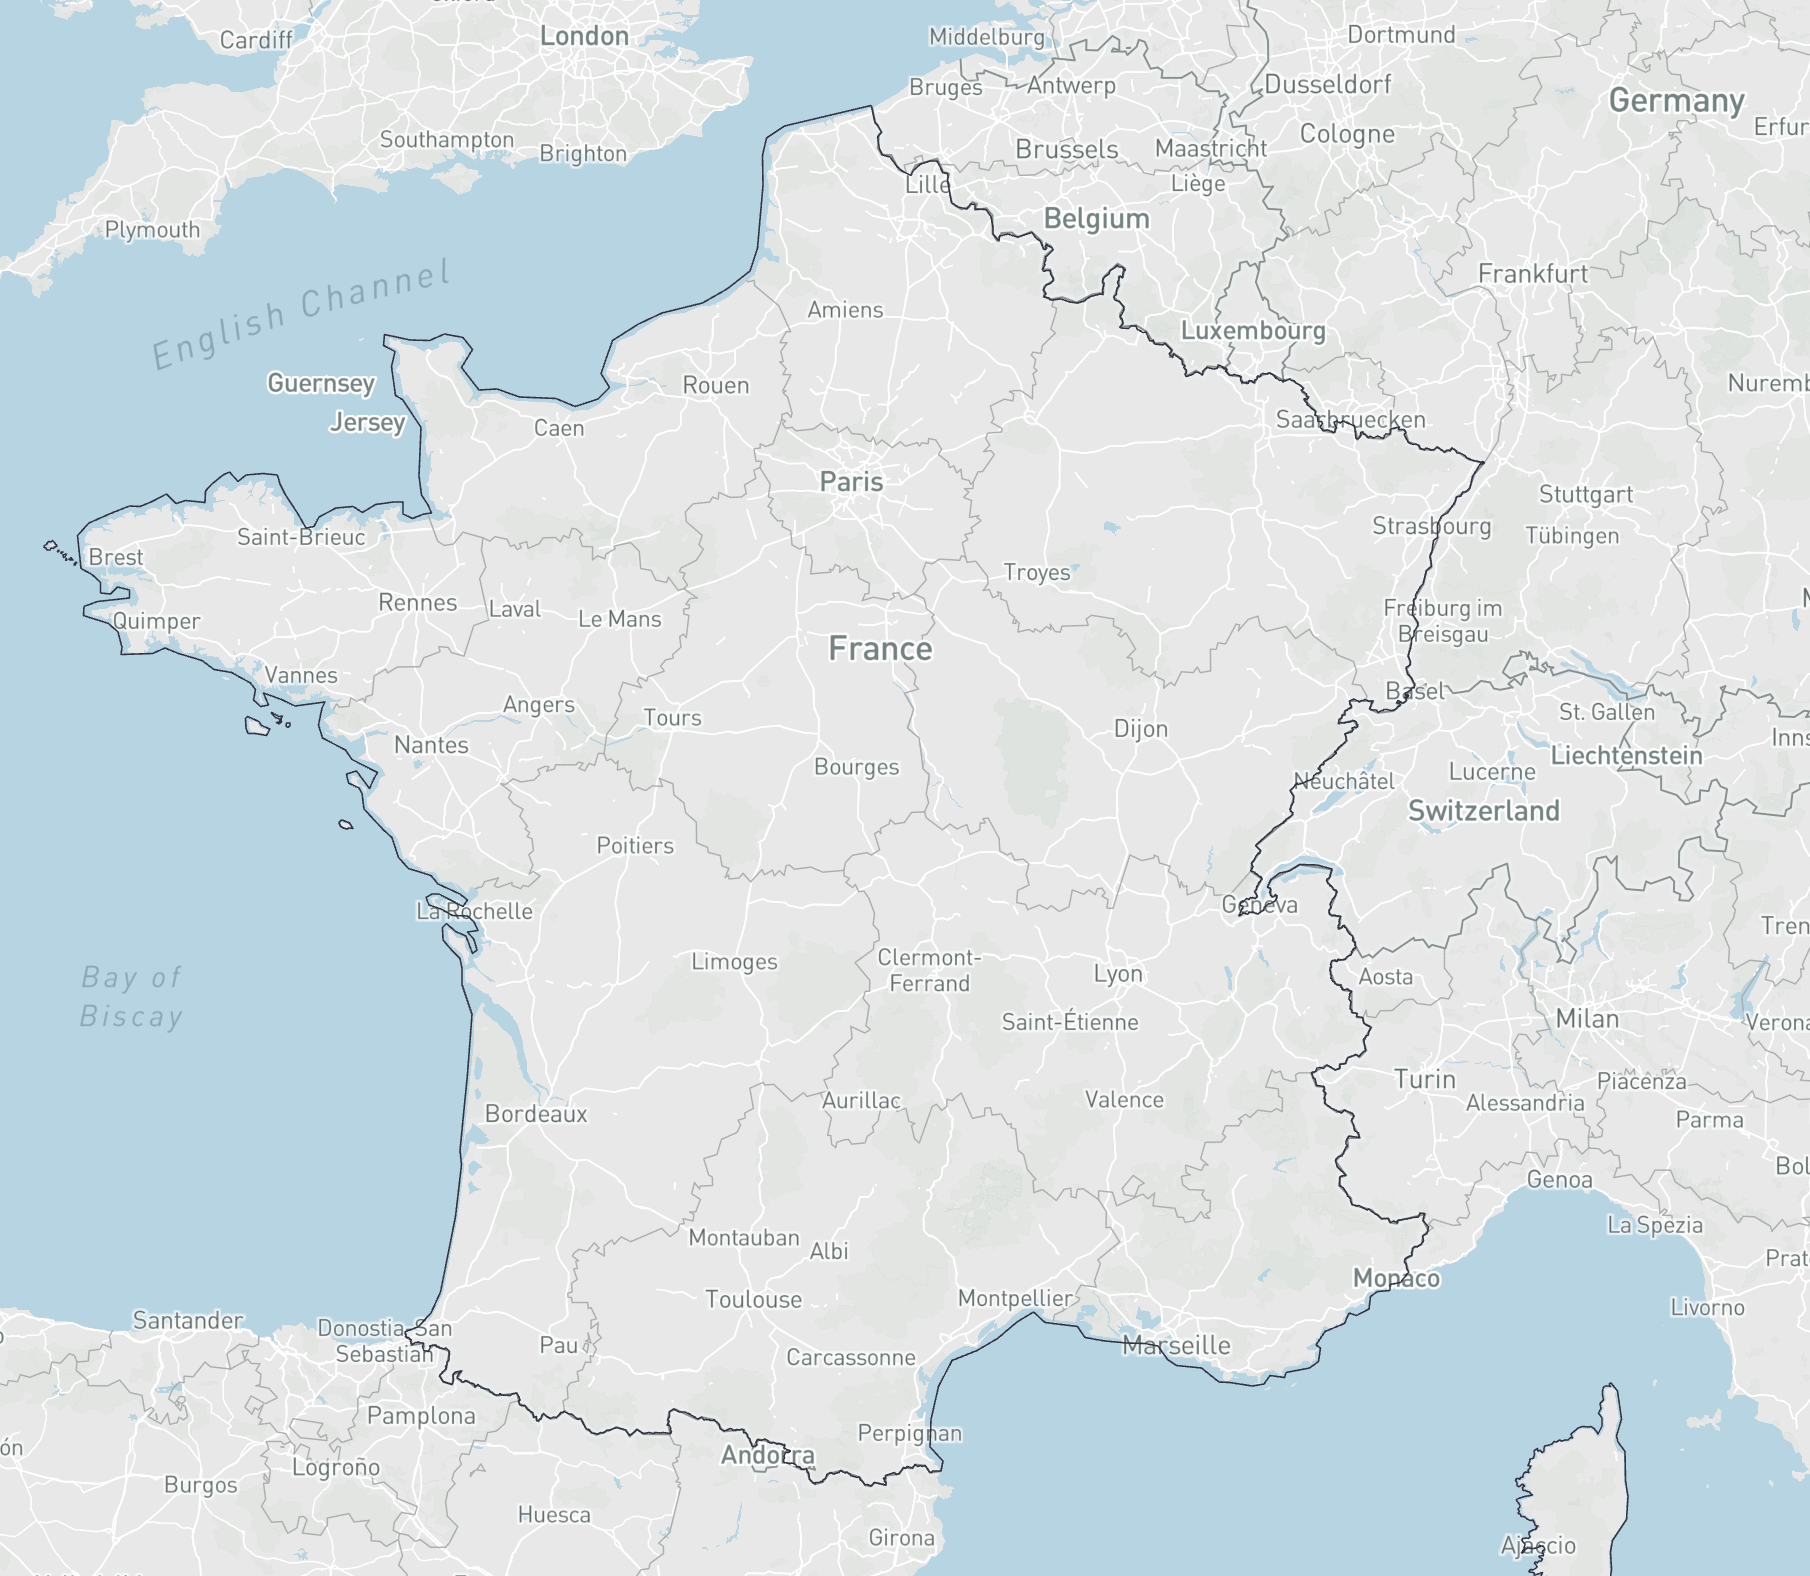 Cardiff
London
Middelburg
Dortmund
Bruges
Antwerp
Dusseldorf
Germany
Southampton
Brighton
Brussels
Maastricht
Cologne
Erfur
Lille
Liège
Plymouth
Belgium
English Channel
Frankfurt
Amiens
Luxembourg
Guernsey
Rouen
Nuremb
Jersey
Caen
Saarbruecken
Paris
Stuttgart
Saint-Brieuc
Strasbourg
Tübingen
Brest
Troyes
Rennes
Laval
Le Mans
Freiburg im
Breisgau
Quimper
France
Vannes
Basel
Angers
Tours
Dijon
St. Gallen
Nantes
Bourges
Inns
Liechtenstein
Neuchâtel
Lucerne
Switzerland
Poitiers
La Rochelle
Geneva
Tren
Bay of
Biscay
Limoges
Clermont-
Ferrand
Lyon
Aosta
Saint-Étienne
Milan
Verona
Turin
Piacenza
Aurillac
Valence
Alessandria
Bordeaux
Parma
Bol
Genoa
La Spezia
Montauban
Albi
Prato
Monaco
Toulouse
Montpellier
Livorno
Santander
Donostia-San
Sebastian
Pau
Marseille
Carcassonne
Pamplona
Perpignan
ón
Andorra
Logroño
Burgos
Huesca
Girona
Ajaccio